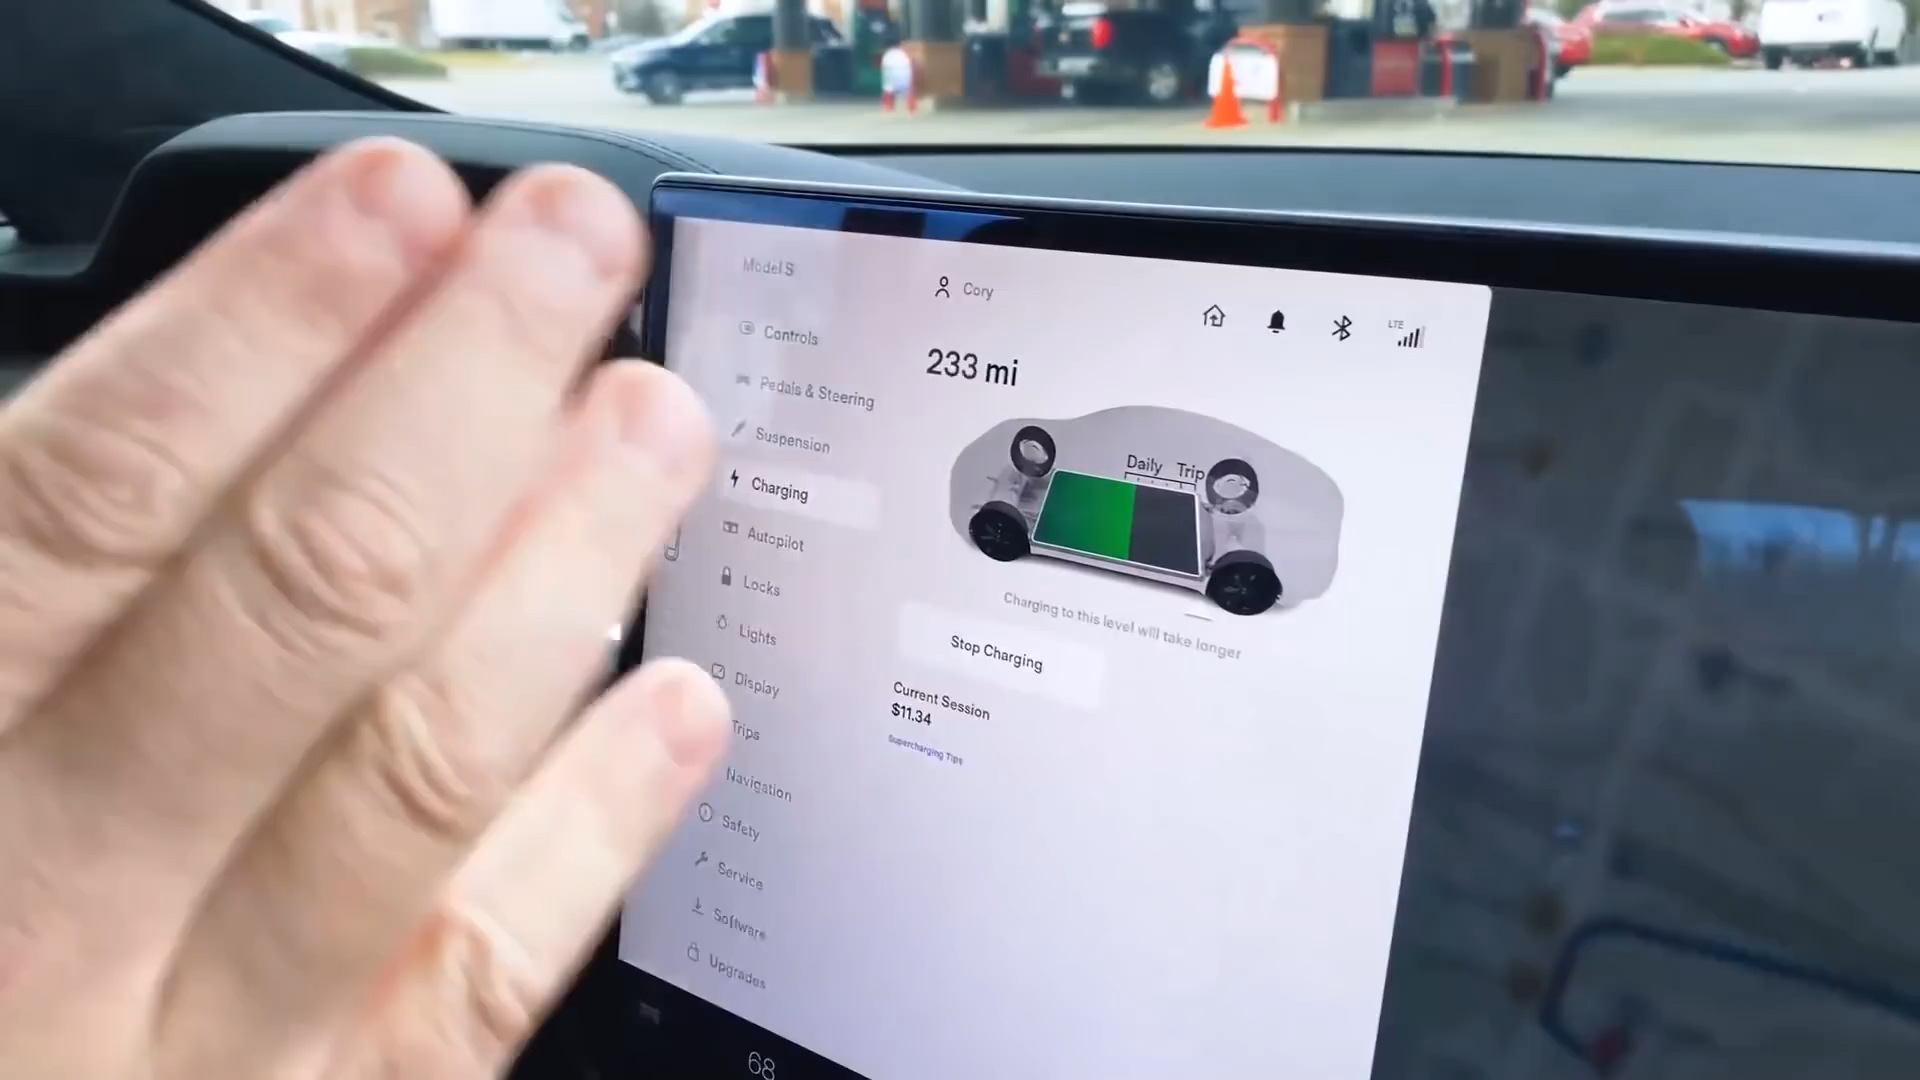 Model S
Cory
LTE
Controls
233 mi
Pedals & Steering
Suspension
Daily Trip
Charging
Autopilot
Locks
Charging to this level will take longer
Lights
Stop Charging
Display
Current Session
$11.34
Trips
Supercharging Tips
Navigation
Safety
Service
Software
Upgrades
68